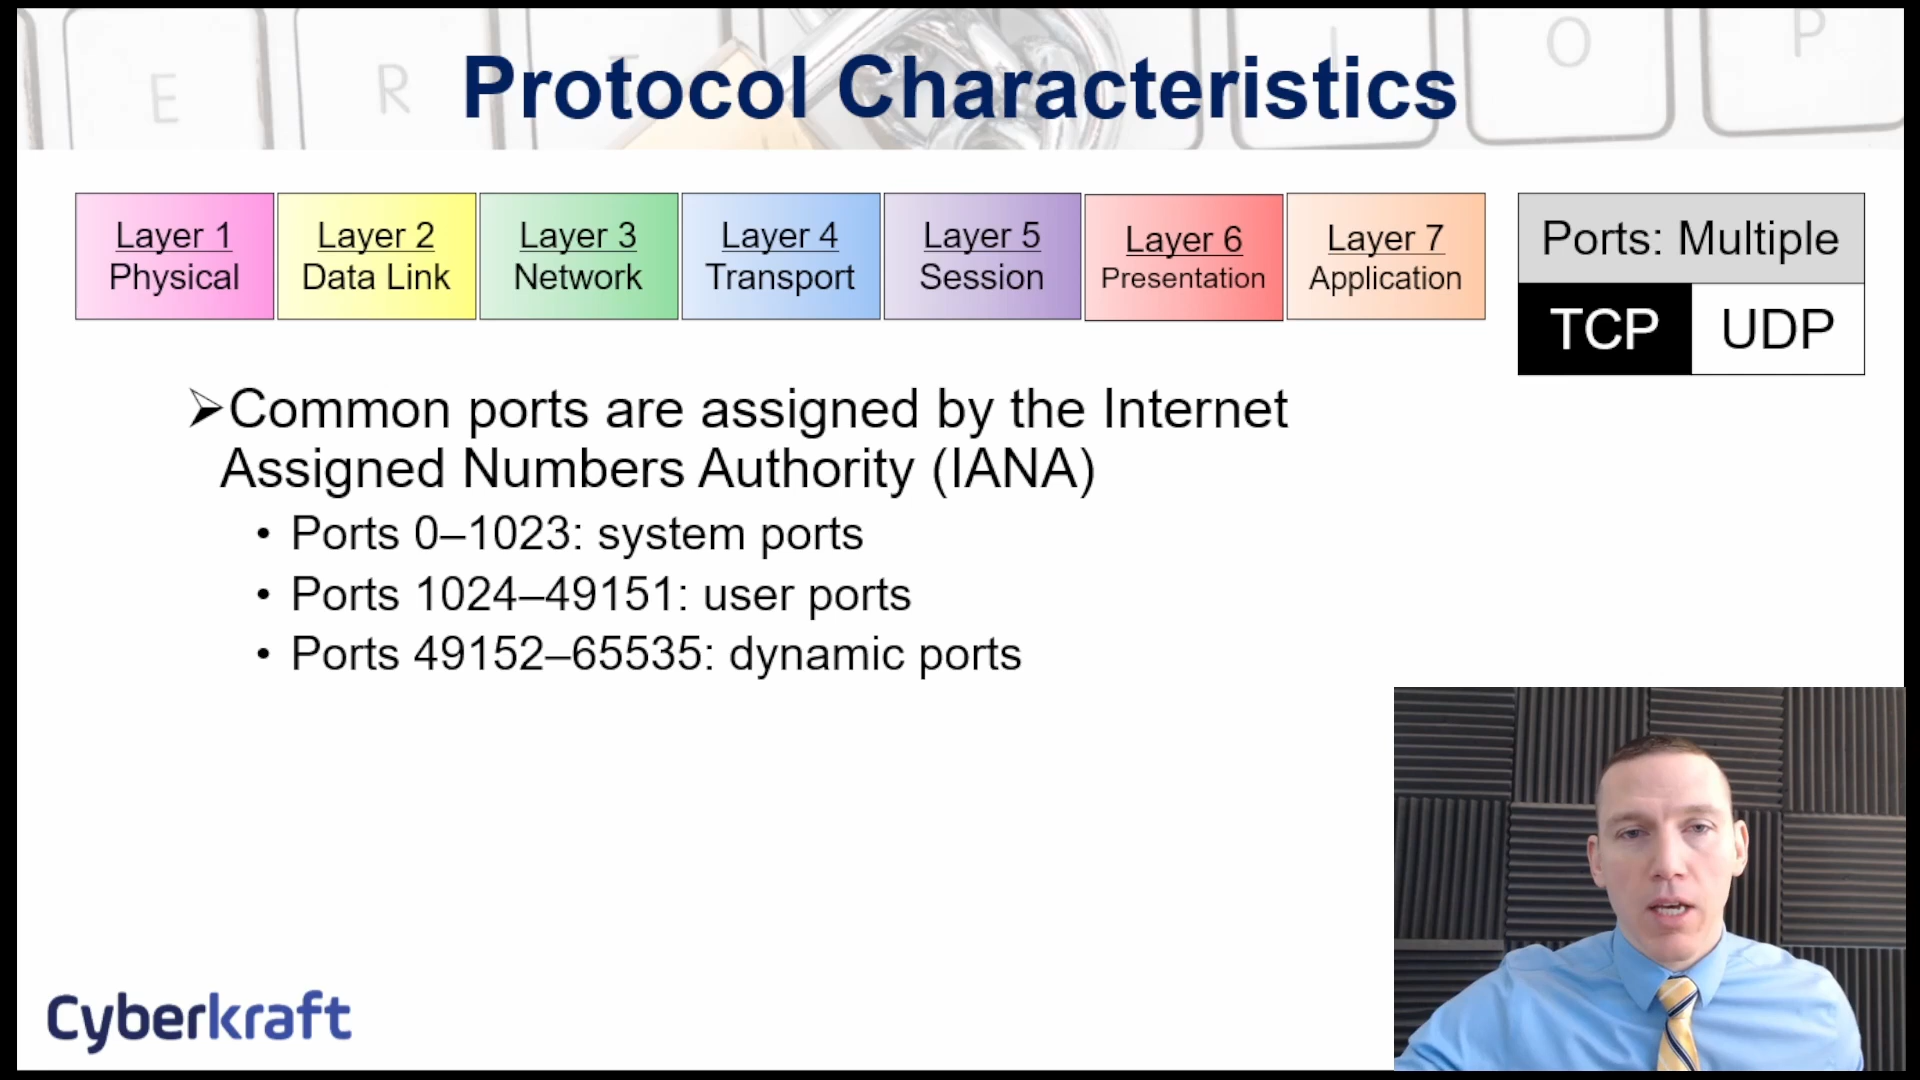 E R T I O P
Protocol Characteristics
Layer 1
Physical
Layer 2
Data Link
Layer 3
Network
Layer 4
Transport
Layer 5
Session
Layer 6
Presentation
Layer 7
Application
Ports: Multiple
TCP UDP
➢Common ports are assigned by the Internet
Assigned Numbers Authority (IANA)
• Ports 0–1023: system ports
• Ports 1024–49151: user ports
• Ports 49152–65535: dynamic ports
Cyberkraft